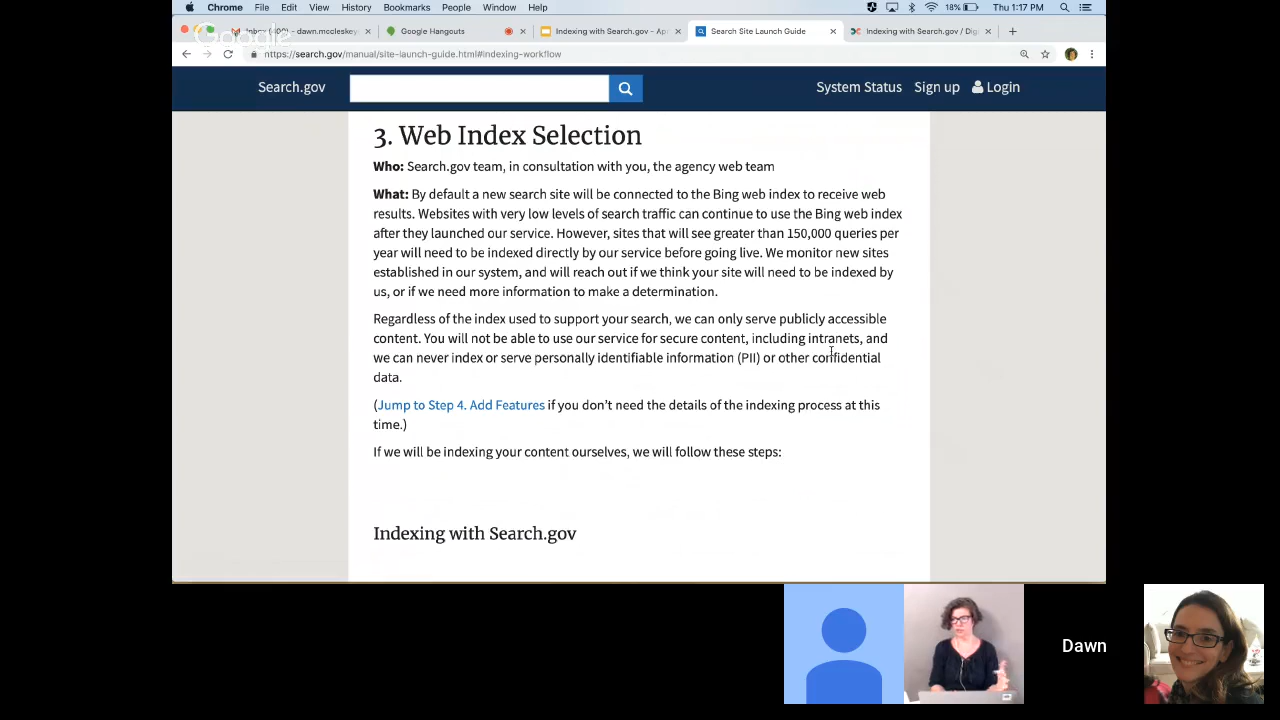 Chrome File Edit View History Bookmarks People Window Help 18% Thu 1:17 PM
Google Hangouts Indexing with Search.gov - Search Site Launch Guide Indexing with Search.gov / Dig
https://search.gov/manual/site-launch-guide.html#indexing-workflow
Search.gov System Status Sign up Login
3. Web Index Selection
Who: Search.gov team, in consultation with you, the agency web team
What: By default a new search site will be connected to the Bing web index to receive web
results. Websites with very low levels of search traffic can continue to use the Bing web index
after they launched our service. However, sites that will see greater than 150,000 queries per
year will need to be indexed directly by our service before going live. We monitor new sites
established in our system, and will reach out if we think your site will need to be indexed by
us, or if we need more information to make a determination.
Regardless of the index used to support your search, we can only serve publicly accessible
content. You will not be able to use our service for secure content, including intranets, and
we can never index or serve personally identifiable information (PII) or other confidential
data.
(Jump to Step 4. Add Features if you don’t need the details of the indexing process at this
time.)
If we will be indexing your content ourselves, we will follow these steps:
Indexing with Search.gov
Dawn